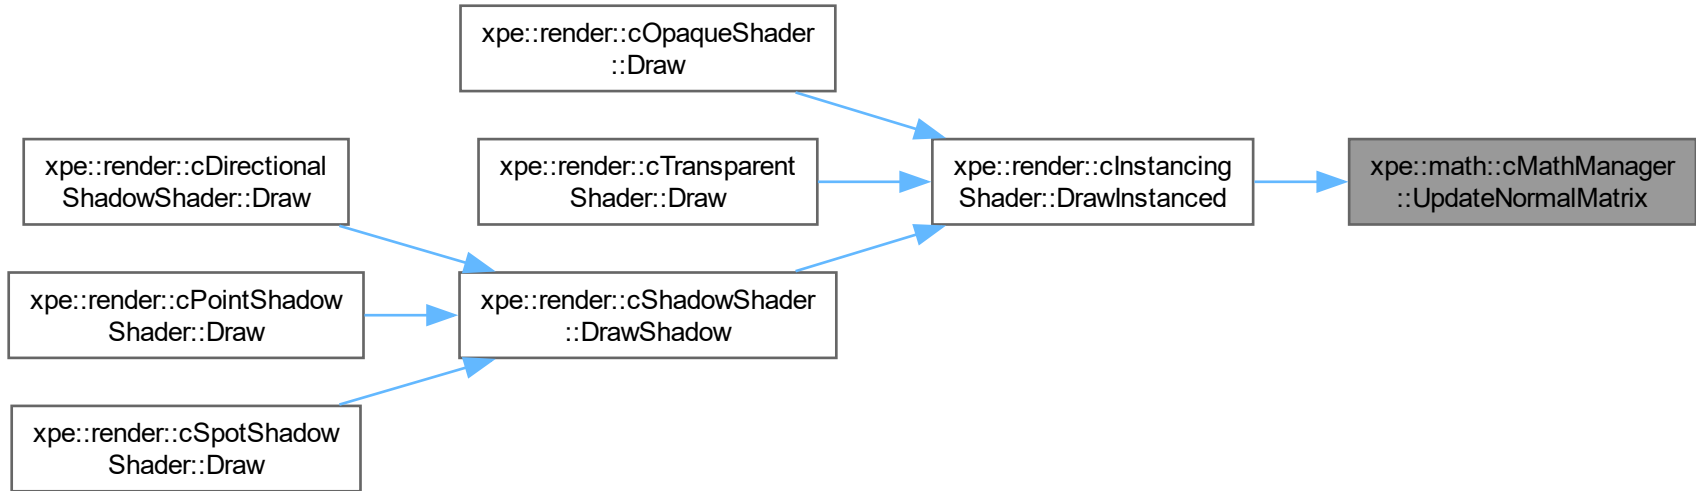 xpe::render::cOpaqueShader
::Draw
xpe::render::cDirectional
ShadowShader::Draw
xpe::render::cTransparent
Shader::Draw
xpe::render::cInstancing
Shader::DrawInstanced
xpe::math::cMathManager
::UpdateNormalMatrix
xpe::render::cPointShadow
Shader::Draw
xpe::render::cShadowShader
::DrawShadow
xpe::render::cSpotShadow
Shader::Draw